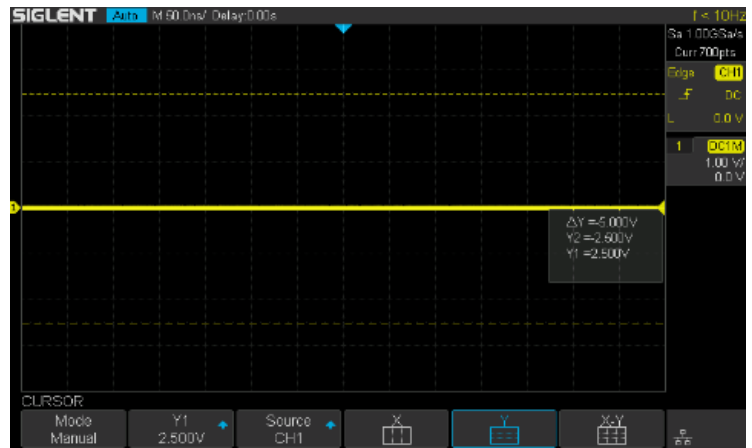 SIGLENT Auto M 50.0ns/ Delay:0.00s f < 10Hz
Sa 1.00GSa/s
Curr 700pts
Edge CH1
DC
L 0.0 V
1 DC1M
1.00 V/
0.0 V
1
△Y =-5.000V
Y2 =-2.500V
Y1 =2.500V
CURSOR
Mode Y1 Source X Y X-Y
Manual 2.500V CH1